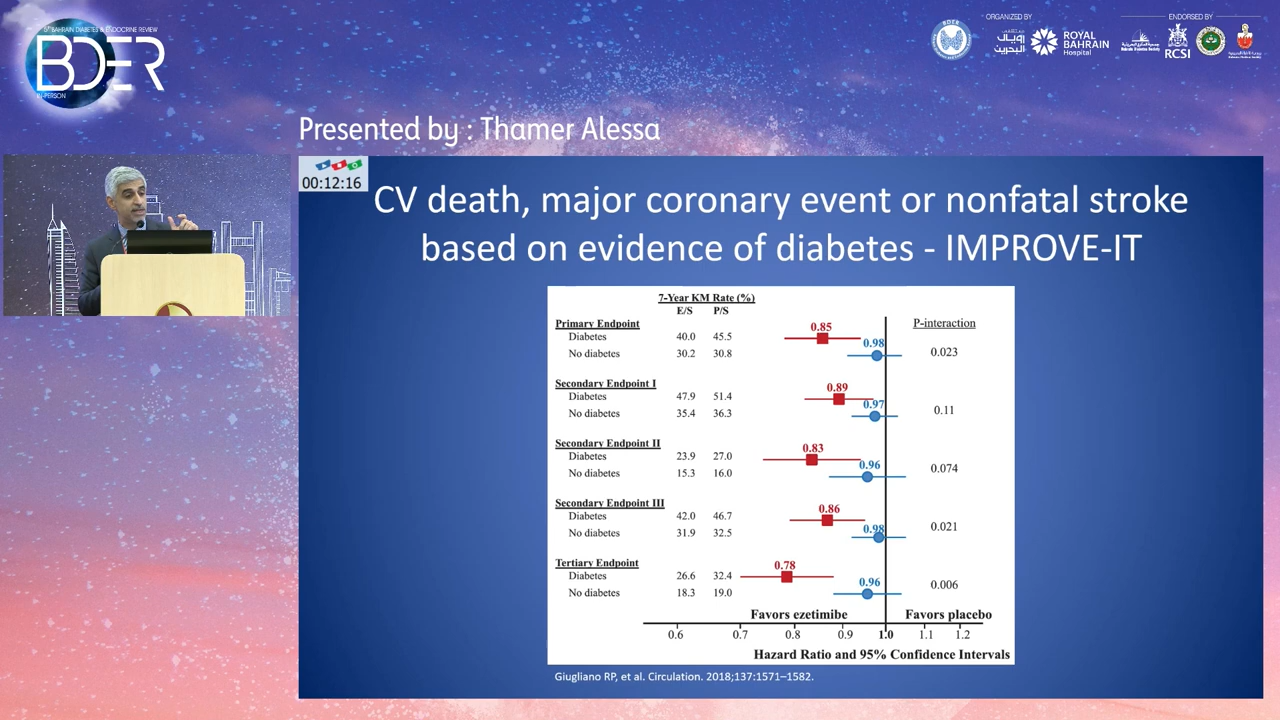 6th BAHRAIN DIABETES & ENDOCRINE REVIEW
BDER
IN-PERSON
ORGANIZED BY
ENDORSED BY
BDER
رويال
البحرين
ROYAL
BAHRAIN
Hospital
RCSI
Presented by : Thamer Alessa
00:12:16
CV death, major coronary event or nonfatal stroke
based on evidence of diabetes - IMPROVE-IT
7-Year KM Rate (%)
E/S P/S
P-interaction
Primary Endpoint
Diabetes 40.0 45.5 0.85
No diabetes 30.2 30.8 0.98 0.023
Secondary Endpoint I
Diabetes 47.9 51.4 0.89
No diabetes 35.4 36.3 0.97 0.11
Secondary Endpoint II
Diabetes 23.9 27.0 0.83
No diabetes 15.3 16.0 0.96 0.074
Secondary Endpoint III
Diabetes 42.0 46.7 0.86
No diabetes 31.9 32.5 0.98 0.021
Tertiary Endpoint
Diabetes 26.6 32.4 0.78
No diabetes 18.3 19.0 0.96 0.006
Favors ezetimibe Favors placebo
0.6 0.7 0.8 0.9 1.0 1.1 1.2
Hazard Ratio and 95% Confidence Intervals
Giugliano RP, et al. Circulation. 2018;137:1571–1582.